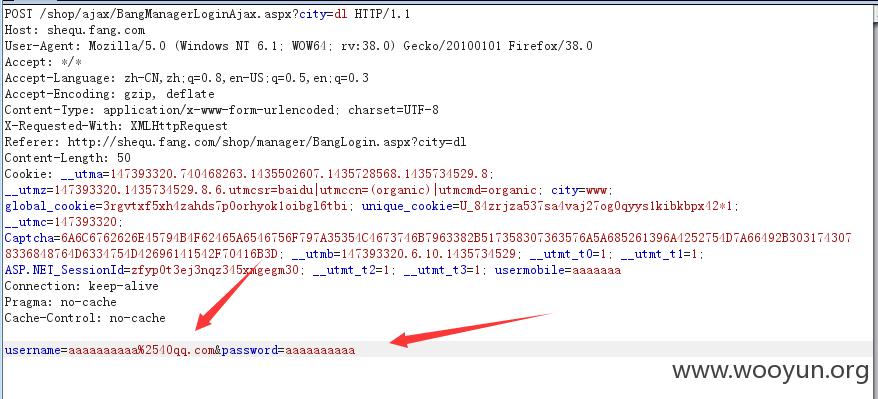 POST /shop/ajax/BangManagerLoginAjax.aspx?city=dl HTTP/1.1
Host: shequ.fang.com
User-Agent: Mozilla/5.0 (Windows NT 6.1; WOW64; rv:38.0) Gecko/20100101 Firefox/38.0
Accept: */*
Accept-Language: zh-CN,zh;q=0.8,en-US;q=0.5,en;q=0.3
Accept-Encoding: gzip, deflate
Content-Type: application/x-www-form-urlencoded; charset=UTF-8
X-Requested-With: XMLHttpRequest
Referer: http://shequ.fang.com/shop/manager/BangLogin.aspx?city=dl
Content-Length: 50
Cookie: __utma=147393320.740468263.1435502607.1435728568.1435734529.8;
__utmz=147393320.1435734529.8.6.utmcsr=baidu|utmccn=(organic)|utmcmd=organic; city=www;
global_cookie=3rgvtxf5xh4zahds7p0orhyok1oibgl6tbi; unique_cookie=U_84zrjza537sa4vaj27og0qyys1kibkbpx42*1;
__utmc=147393320;
Captcha=6A6C6762626E45794B4F62465A6546756F797A35354C4673746B7963382B517358307363576A5A685261396A4252754D7A66492B303174307
8336848764D6334754D42696141542F70416B3D; __utmb=147393320.6.10.1435734529; __utmt_t0=1; __utmt_t1=1;
ASP.NET_SessionId=zfyp0t3ej3nqz345xmgegm30; __utmt_t2=1; __utmt_t3=1; usermobile=aaaaaaa
Connection: keep-alive
Pragma: no-cache
Cache-Control: no-cache
username=aaaaaaaaaa%2540qq.com&password=aaaaaaaaaa
www.wooyun.org